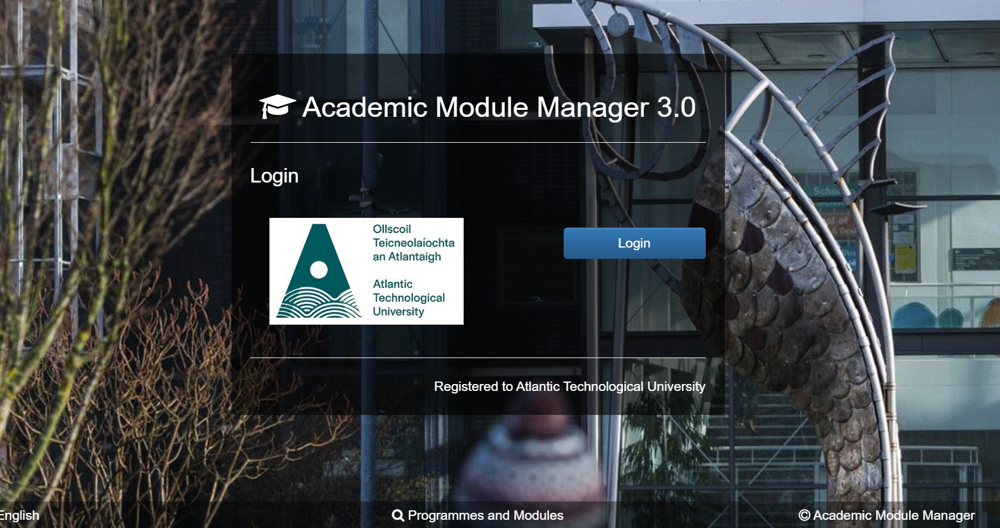 Academic Module Manager 3.0
Login
Ollscoil
Teicneolaíochta
an Atlantaigh
Atlantic
Technological
University
Login
Registered to Atlantic Technological University
English
Programmes and Modules
© Academic Module Manager